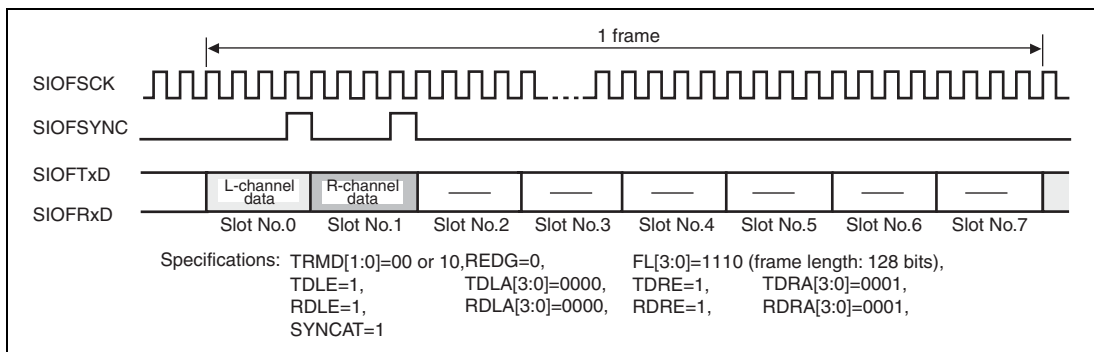 1 frame
SIOFSCK
SIOFSYNC
SIOFTxD
L-channel data
R-channel data
SIOFRxD
Slot No.0 Slot No.1 Slot No.2 Slot No.3 Slot No.4 Slot No.5 Slot No.6 Slot No.7
Specifications: TRMD[1:0]=00 or 10, REDG=0, FL[3:0]=1110 (frame length: 128 bits),
TDLE=1, TDLA[3:0]=0000, TDRE=1, TDRA[3:0]=0001,
RDLE=1, RDLA[3:0]=0000, RDRE=1, RDRA[3:0]=0001,
SYNCAT=1